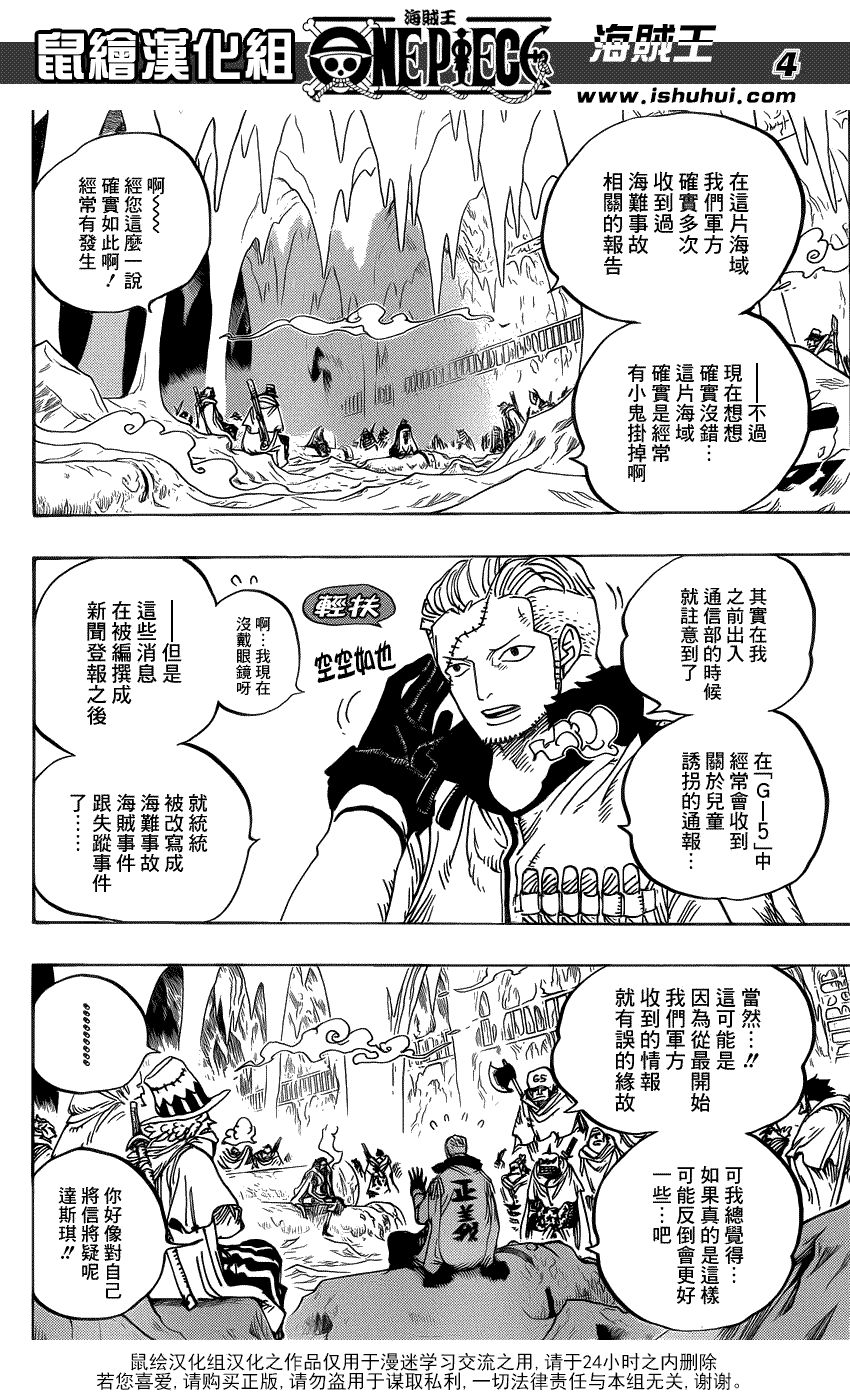 鼠繪漢化組
海賊王
ONE PIECE
海賊王
4
www.ishuhui.com
在這片海域
我們軍方
確實多次
收到過
海難事故
相關的報告
——不過
現在想想
確實沒錯…
這片海域
確實是經常
有小鬼掛掉啊
啊~~~
經您這麼一說
確實如此啊!
經常有發生
其實在我
之前出入
通信部的時候
就註意到了
在「G—5」中
經常會收到
關於兒童
誘拐的通報…
輕扶
空空如也
啊…我現在
沒戴眼鏡呀
——但是
這些消息
在被編撰成
新聞登報之後
就統統
被改寫成
海難事故
海賊事件
跟失蹤事件
了……
當然…!!
這可能是
因為從最開始
我們軍方
收到的情報
就有誤的緣故
可我總覺得…
如果真的是這樣
可能反倒會更好
一些…吧
G5
正義
………
你好像對自己
將信將疑呢
達斯琪!!
鼠绘汉化组汉化之作品仅用于漫迷学习交流之用, 请于24小时之内删除
若您喜爱, 请购买正版, 请勿盗用于谋取私利, 一切法律责任与本组无关, 谢谢。